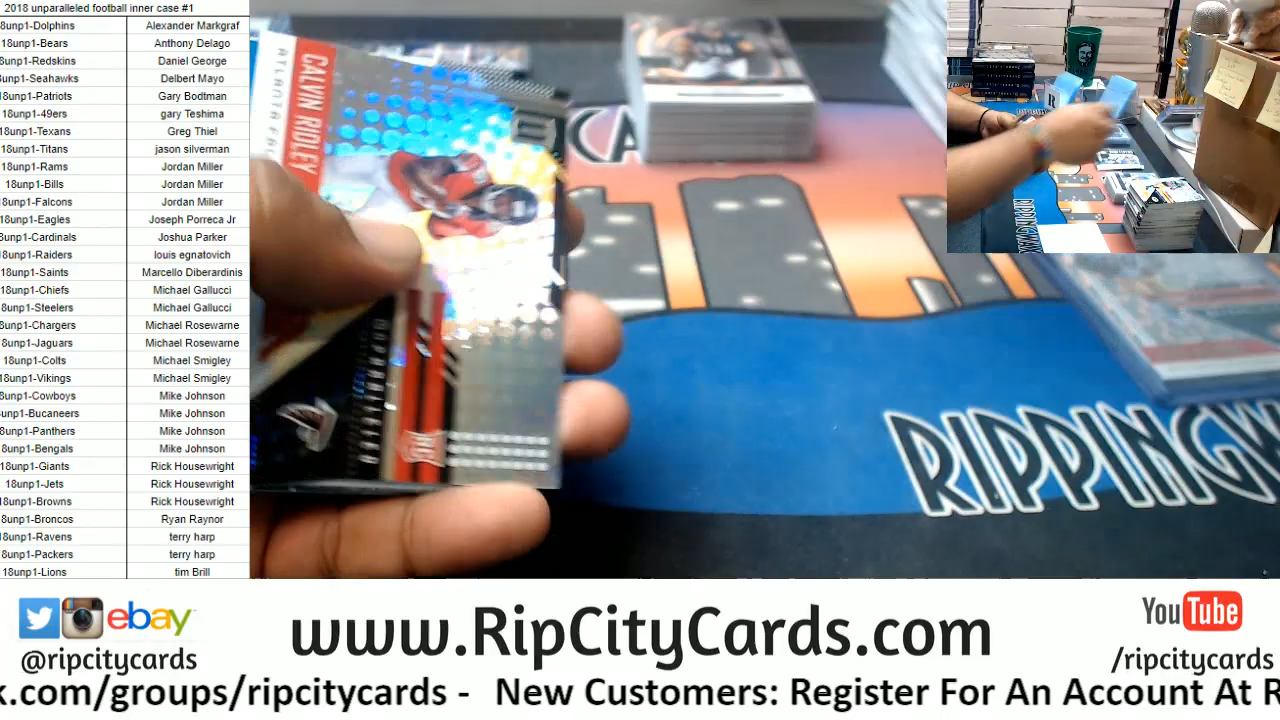 2018 unparalleled football inner case #1
8unp1-Dolphins Alexander Markgraf
18unp1-Bears Anthony Delago
8unp1-Redskins Daniel George
8unp1-Seahawks Delbert Mayo
8unp1-Patriots Gary Bodtman
18unp1-49ers gary Teshima
8unp1-Texans Greg Thiel
18unp1-Titans jason silverman
18unp1-Rams Jordan Miller
18unp1-Bills Jordan Miller
18unp1-Falcons Jordan Miller
18unp1-Eagles Joseph Porreca Jr
8unp1-Cardinals Joshua Parker
18unp1-Raiders louis egnatovich
18unp1-Saints Marcello Diberardinis
18unp1-Chiefs Michael Gallucci
18unp1-Steelers Michael Gallucci
8unp1-Chargers Michael Rosewarne
8unp1-Jaguars Michael Rosewarne
18unp1-Colts Michael Smigley
18unp1-Vikings Michael Smigley
8unp1-Cowboys Mike Johnson
unp1-Bucaneers Mike Johnson
8unp1-Panthers Mike Johnson
8unp1-Bengals Mike Johnson
18unp1-Giants Rick Housewright
18unp1-Jets Rick Housewright
18unp1-Browns Rick Housewright
8unp1-Broncos Ryan Raynor
18unp1-Ravens terry harp
8unp1-Packers terry harp
18unp1-Lions tim Brill
CALVIN RIDLEY
CA
RIPPINGW
RIPPINGW
ebay
@ripcitycards
www.RipCityCards.com
YouTube
/ripcitycards
k.com/groups/ripcitycards - New Customers: Register For An Account At R